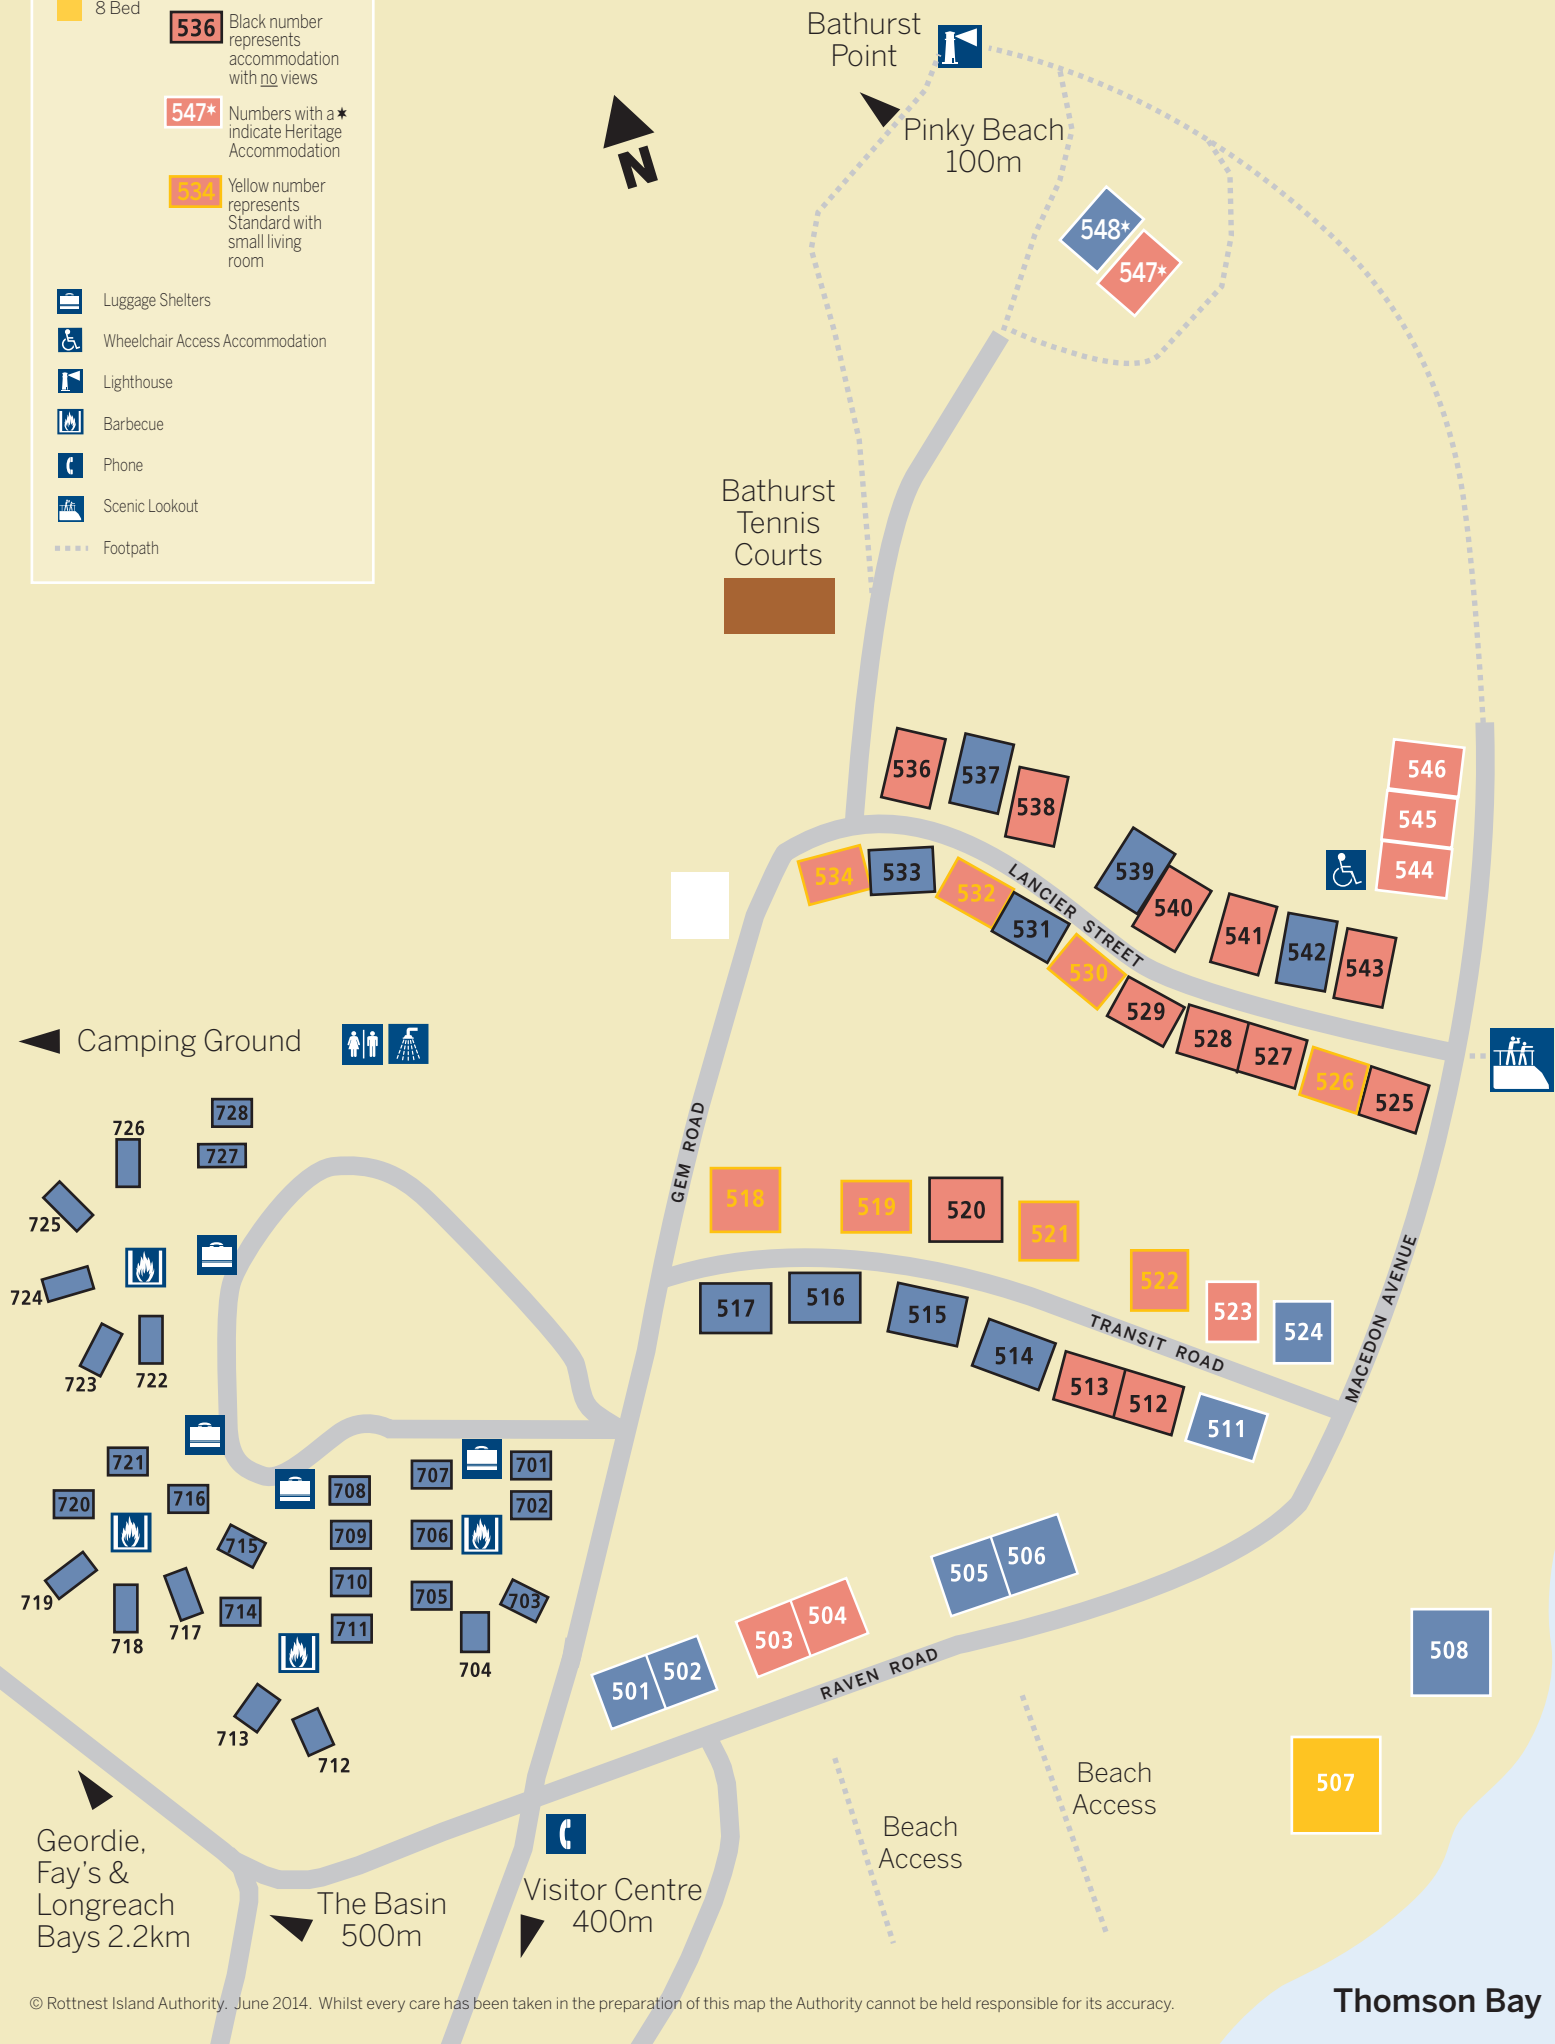 8 Bed
536
Black number
represents
accommodation
with no views
547*
Numbers with a *
indicate Heritage
Accommodation
534
Yellow number
represents
Standard with
small living
room
Luggage Shelters
Wheelchair Access Accommodation
Lighthouse
Barbecue
Phone
Scenic Lookout
Footpath
N
Bathurst
Point
Pinky Beach
100m
548*
547*
Bathurst
Tennis
Courts
536
537
538
539
540
541
542
543
546
545
544
534
533
532
531
530
529
528
527
526
525
LANCIER STREET
GEM ROAD
518
519
520
521
522
523
524
517
516
515
514
513
512
511
TRANSIT ROAD
MACEDON AVENUE
Camping Ground
728
727
726
725
724
723
722
721
720
716
715
719
718
717
714
708
709
710
711
707
706
705
701
702
703
704
713
712
505
506
503
504
501
502
RAVEN ROAD
508
507
Beach
Access
Beach
Access
Geordie,
Fay's &
Longreach
Bays 2.2km
The Basin
500m
Visitor Centre
400m
Thomson Bay
© Rottnest Island Authority. June 2014. Whilst every care has been taken in the preparation of this map the Authority cannot be held responsible for its accuracy.